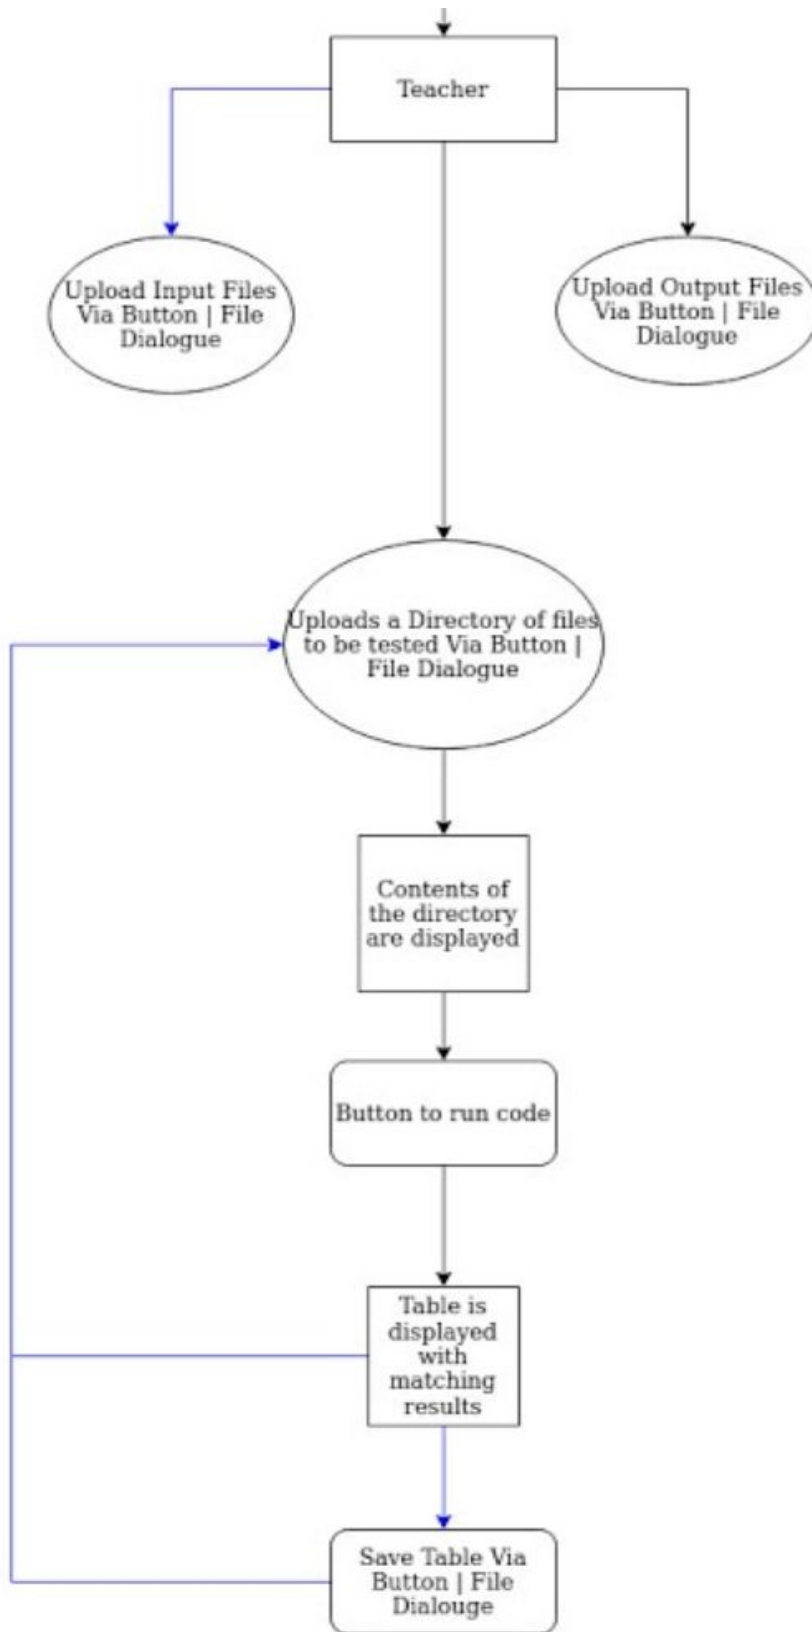 Teacher
Upload Input Files
Via Button | File
Dialogue
Upload Output Files
Via Button | File
Dialogue
Uploads a Directory of files
to be tested Via Button |
File Dialogue
Contents of
the directory
are displayed
Button to run code
Table is
displayed
with
matching
results
Save Table Via
Button | File
Dialouge